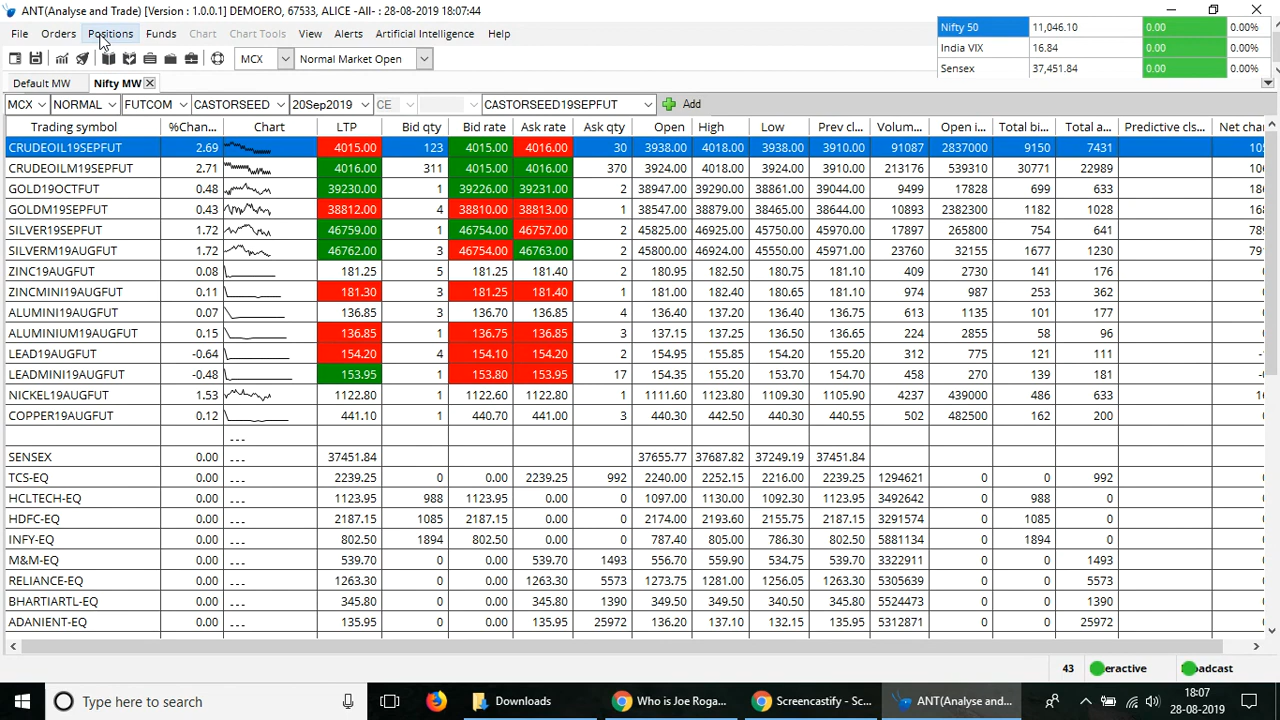 ANT(Analyse and Trade) [Version : 1.0.0.1] DEMOERO, 67533, ALICE -All- : 28-08-2019 18:07:44
File Orders Positions Funds Chart Chart Tools View Alerts Artificial Intelligence Help
Nifty 50 11,046.10 0.00 0.00%
India VIX 16.84 0.00 0.00%
Sensex 37,451.84 0.00 0.00%
MCX Normal Market Open
Default MW Nifty MW
MCX NORMAL FUTCOM CASTORSEED 20Sep2019 CE CASTORSEED19SEPFUT Add
Trading symbol %Chan... Chart LTP Bid qty Bid rate Ask rate Ask qty Open High Low Prev cl... Volum... Open i... Total bi... Total a... Predictive cls... Net chan
CRUDEOIL19SEPFUT 2.69 4015.00 123 4015.00 4016.00 30 3938.00 4018.00 3938.00 3910.00 91087 2837000 9150 7431 105
CRUDEOILM19SEPFUT 2.71 4016.00 311 4015.00 4016.00 370 3924.00 4018.00 3924.00 3910.00 213176 539310 30771 22989 106
GOLD19OCTFUT 0.48 39230.00 1 39226.00 39231.00 2 38947.00 39290.00 38861.00 39044.00 9499 17828 699 633 186
GOLDM19SEPFUT 0.43 38812.00 4 38810.00 38813.00 1 38547.00 38879.00 38465.00 38644.00 10893 2382300 1182 1028 168
SILVER19SEPFUT 1.72 46759.00 1 46754.00 46757.00 1 45825.00 46924.00 45750.00 45970.00 17897 265800 754 641 789
SILVERM19AUGFUT 1.72 46762.00 3 46754.00 46763.00 2 45800.00 46924.00 45550.00 45971.00 23760 32155 1677 1230 791
ZINC19AUGFUT 0.08 181.25 5 181.25 181.40 2 180.95 182.50 180.75 181.10 409 2730 141 176
ZINCMINI19AUGFUT 0.11 181.30 3 181.25 181.40 1 181.00 182.40 180.65 181.10 974 987 253 362
ALUMINI19AUGFUT 0.07 136.85 3 136.70 136.85 4 136.40 137.20 136.40 136.75 613 1135 101 177
ALUMINIUM19AUGFUT 0.15 136.85 4 136.75 136.85 3 137.15 137.25 136.50 136.65 224 2855 58 96
LEAD19AUGFUT -0.64 154.20 4 154.10 154.20 2 154.95 155.85 154.20 155.20 312 775 121 111
LEADMINI19AUGFUT -0.48 153.95 1 153.80 153.95 17 154.35 155.20 153.70 154.70 458 270 139 181
NICKEL19AUGFUT 1.53 1122.80 1 1122.60 1122.80 1 1111.60 1123.80 1109.30 1105.90 4237 439000 486 633
COPPER19AUGFUT 0.12 441.10 1 440.70 441.00 3 440.00 442.50 440.30 440.55 502 482500 162 200
SENSEX 0.00 37451.84 37655.77 37687.82 37249.19 37451.84
TCS-EQ 0.00 2239.25 0 0.00 2239.25 992 2240.00 2252.15 2216.00 2239.25 1294621 0 0 992
HCLTECH-EQ 0.00 1123.95 988 1123.95 0.00 0 1097.00 1130.00 1092.30 1123.95 3492642 0 988 0
HDFC-EQ 0.00 2187.15 1085 2187.15 0.00 0 2174.00 2193.60 2155.75 2187.15 3291574 0 1085 0
INFY-EQ 0.00 802.50 1894 802.50 0.00 0 787.40 805.00 786.30 802.50 5881134 0 1894 0
M&M-EQ 0.00 539.70 0 0.00 539.70 1493 556.70 559.90 534.75 539.70 3322911 0 0 1493
RELIANCE-EQ 0.00 1263.30 0 0.00 1263.30 5573 1273.75 1281.00 1256.05 1263.30 5305639 0 0 5573
BHARTIARTL-EQ 0.00 345.80 0 0.00 345.80 1390 349.50 349.50 341.00 345.80 5524473 0 0 1390
ADANIENT-EQ 0.00 135.95 0 0.00 135.95 25972 136.20 137.10 132.15 135.95 5312871 0 0 25972
43 eractive adcast
Type here to search Downloads Who is Joe Roga... Screencastify - Sc... ANT(Analyse and... 18:07
28-08-2019